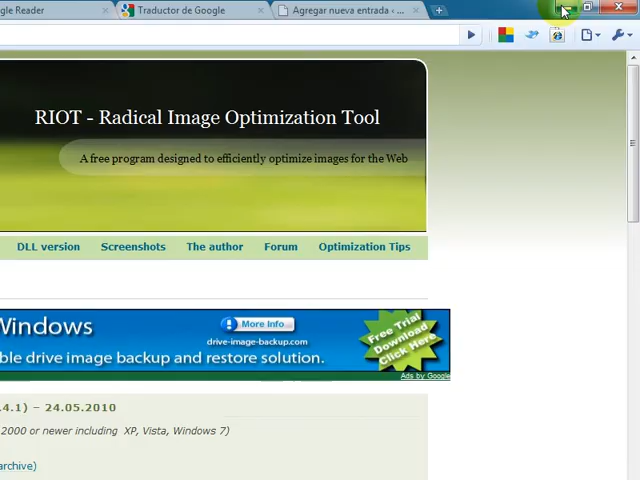 gle Reader
Traductor de Google
Agregar nueva entrada ‹ ...
RIOT - Radical Image Optimization Tool
A free program designed to efficiently optimize images for the Web
DLL version
Screenshots
The author
Forum
Optimization Tips
Windows
More Info
drive-image-backup.com
ble drive image backup and restore solution.
Free Trial
Download
Click Here
Ads by Google
.4.1) – 24.05.2010
2000 or newer including XP, Vista, Windows 7)
archive)